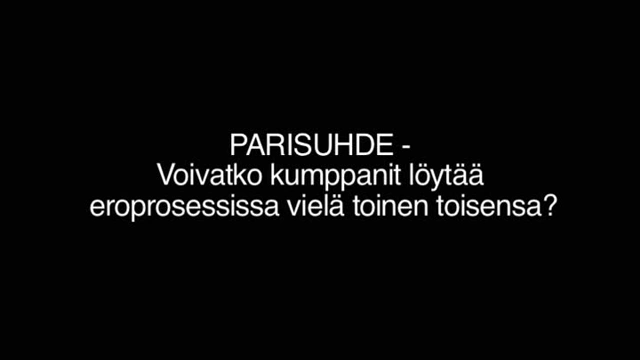 PARISUHDE -
Voivatko kumppanit löytää
eroprosessissa vielä toinen toisensa?